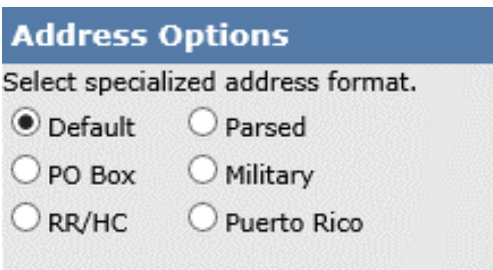 Address Options
Select specialized address format.
Default Parsed
PO Box Military
RR/HC Puerto Rico